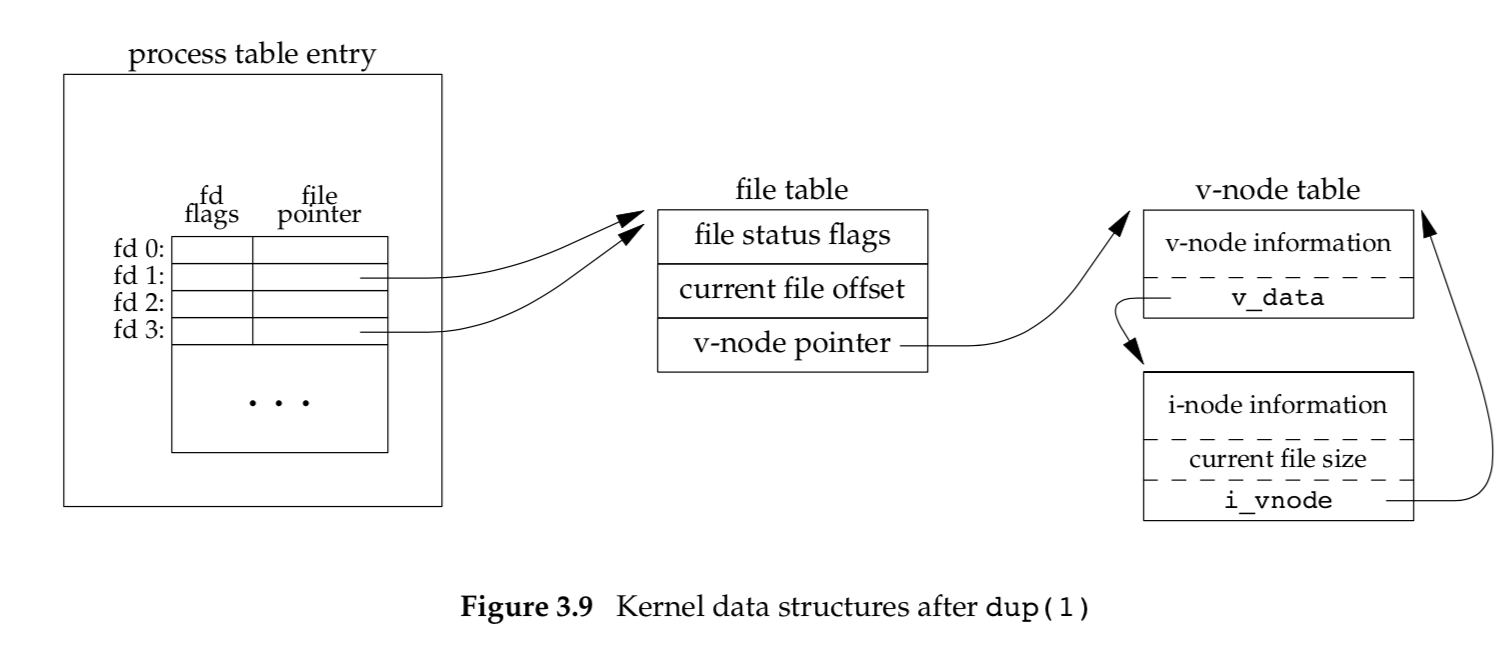 process table entry
fd
flags
file
pointer
fd 0:
fd 1:
fd 2:
fd 3:
. . .
file table
file status flags
current file offset
v-node pointer
v-node table
v-node information
v_data
i-node information
current file size
i_vnode
Figure 3.9 Kernel data structures after dup(1)